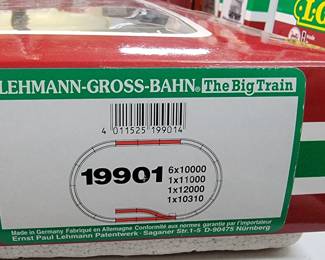 LEHMANN-GROSS-BAHN® The Big Train
4 011525 199014
19901
6x10000
1x11000
1x12000
1x10310
Made in Germany Fabriqué en Allemagne Conformité aux normes garantie par l'importateur
Ernst Paul Lehmann Patentwerk · Saganer Str.1-5 D-90475 Nürnberg